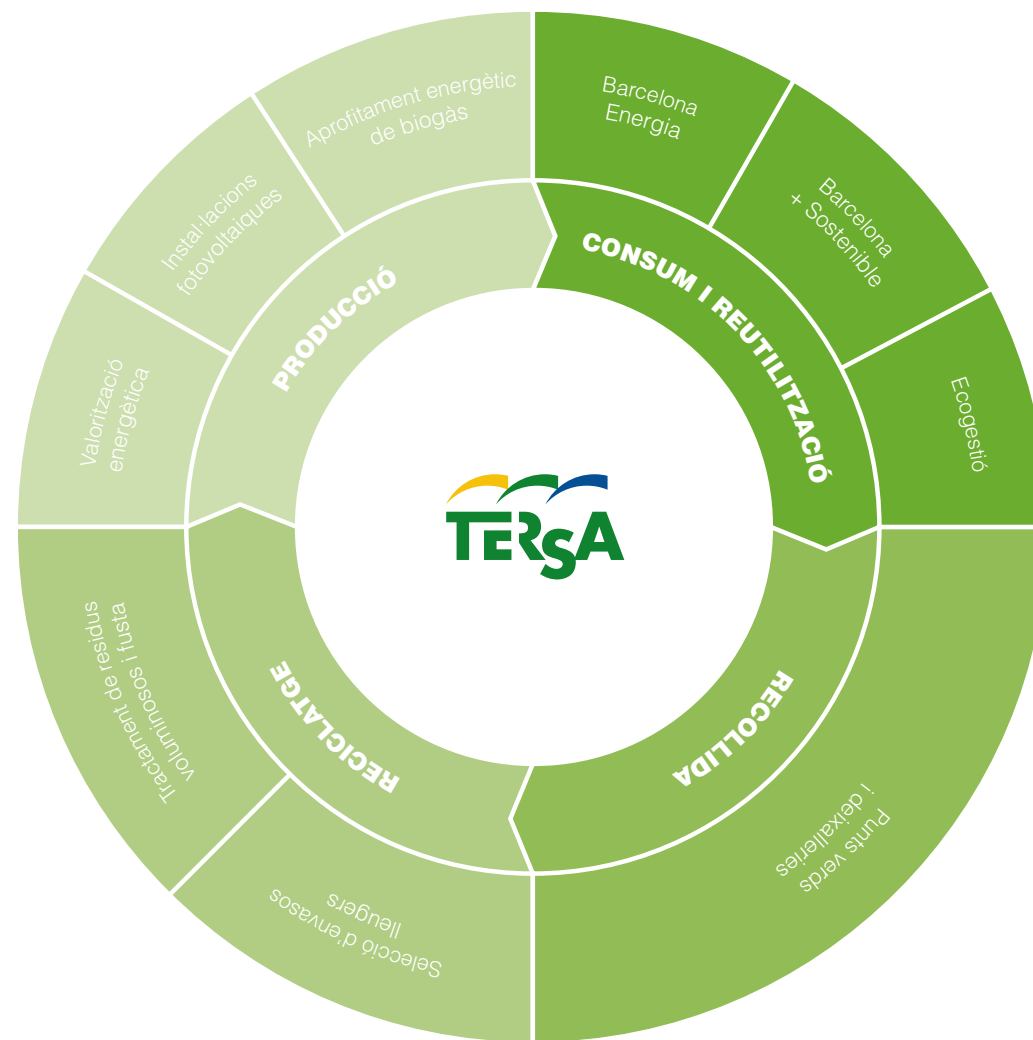 Aprofitament energètic
de biogàs
Barcelona
Energia
Barcelona
+ Sostenible
Ecogestió
Instal·lacions
fotovoltaiques
Valorització
energètica
PRODUCCIÓ
CONSUM I REUTILITZACIÓ
TERSA
RECICLATGE
RECOLLIDA
Tractament de residus
voluminosos i fusta
Selecció d'envasos
lleugers
Punts verds
i deixalleries